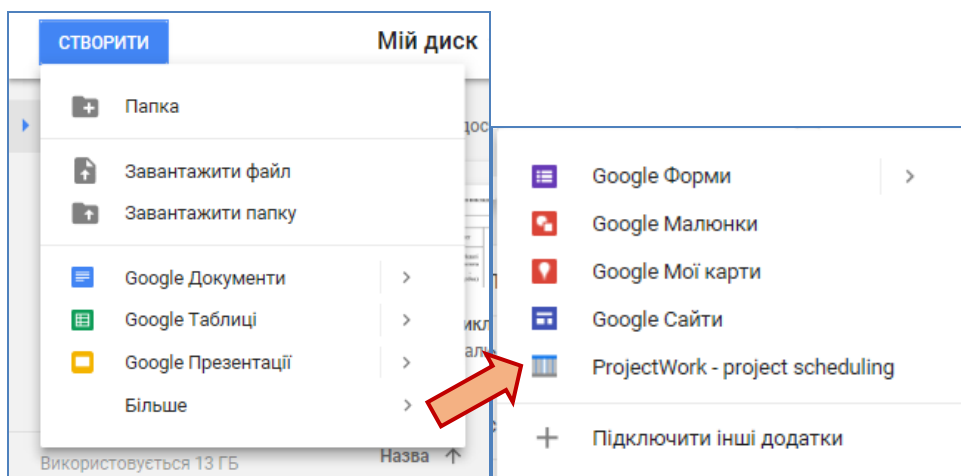 СТВОРИТИ
Мій диск
Папка
Завантажити файл
Завантажити папку
Google Документи
Google Таблиці
Google Презентації
Більше
Використовується 13 ГБ
Назва
Google Форми
Google Малюнки
Google Мої карти
Google Сайти
ProjectWork - project scheduling
Підключити інші додатки